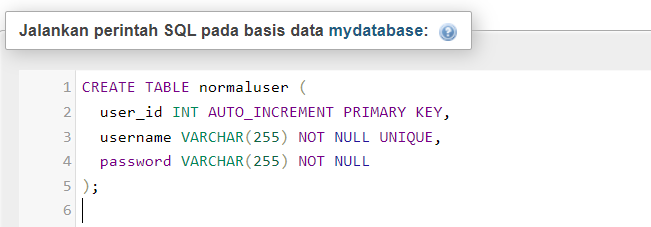 Jalankan perintah SQL pada basis data mydatabase:
1 CREATE TABLE normaluser (
2   user_id INT AUTO_INCREMENT PRIMARY KEY,
3   username VARCHAR(255) NOT NULL UNIQUE,
4   password VARCHAR(255) NOT NULL
5 );
6